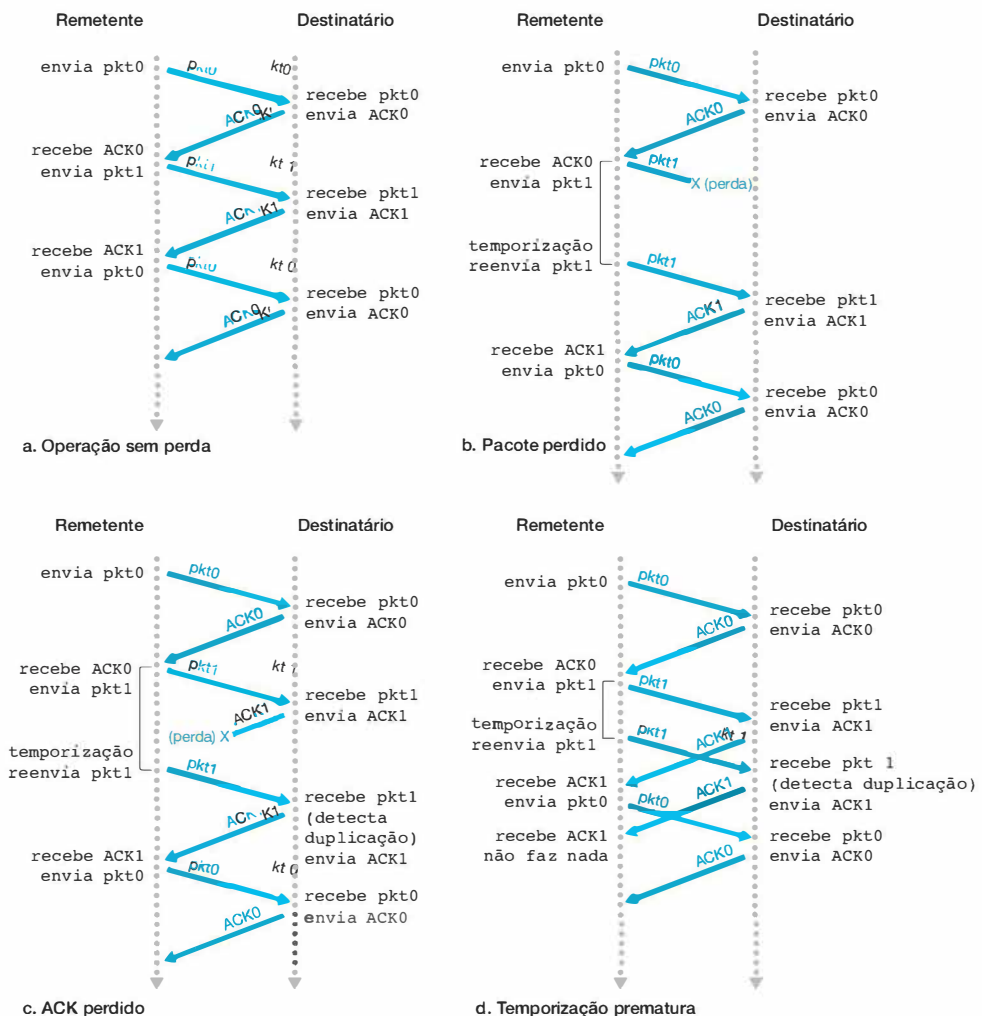 Remetente
Destinatário
envia pkt0
recebe pkt0
envia ACK0
recebe ACK0
envia pkt1
recebe pkt1
envia ACK1
recebe ACK1
envia pkt0
recebe pkt0
envia ACK0
a. Operação sem perda
Remetente
Destinatário
envia pkt0
pkt0
recebe pkt0
envia ACK0
ACK0
recebe ACK0
envia pkt1
pkt1
X (perda)
temporização
reenvia pkt1
pkt1
recebe pkt1
envia ACK1
ACK1
recebe ACK1
envia pkt0
pkt0
recebe pkt0
envia ACK0
ACK0
b. Pacote perdido
Remetente
Destinatário
envia pkt0
pkt0
recebe pkt0
envia ACK0
ACK0
recebe ACK0
envia pkt1
pkt1
recebe pkt1
envia ACK1
ACK1
(perda) X
temporização
reenvia pkt1
pkt1
recebe pkt1
(detecta
duplicação)
envia ACK1
recebe ACK1
envia pkt0
recebe pkt0
envia ACK0
ACK0
c. ACK perdido
Remetente
Destinatário
envia pkt0
pkt0
recebe pkt0
envia ACK0
ACK0
recebe ACK0
envia pkt1
pkt1
recebe pkt1
envia ACK1
temporização
reenvia pkt1
pkt1
recebe pkt 1
(detecta duplicação)
envia ACK1
ACK1
recebe ACK1
envia pkt0
pkt0
recebe pkt0
envia ACK0
recebe ACK1
não faz nada
ACK0
d. Temporização prematura